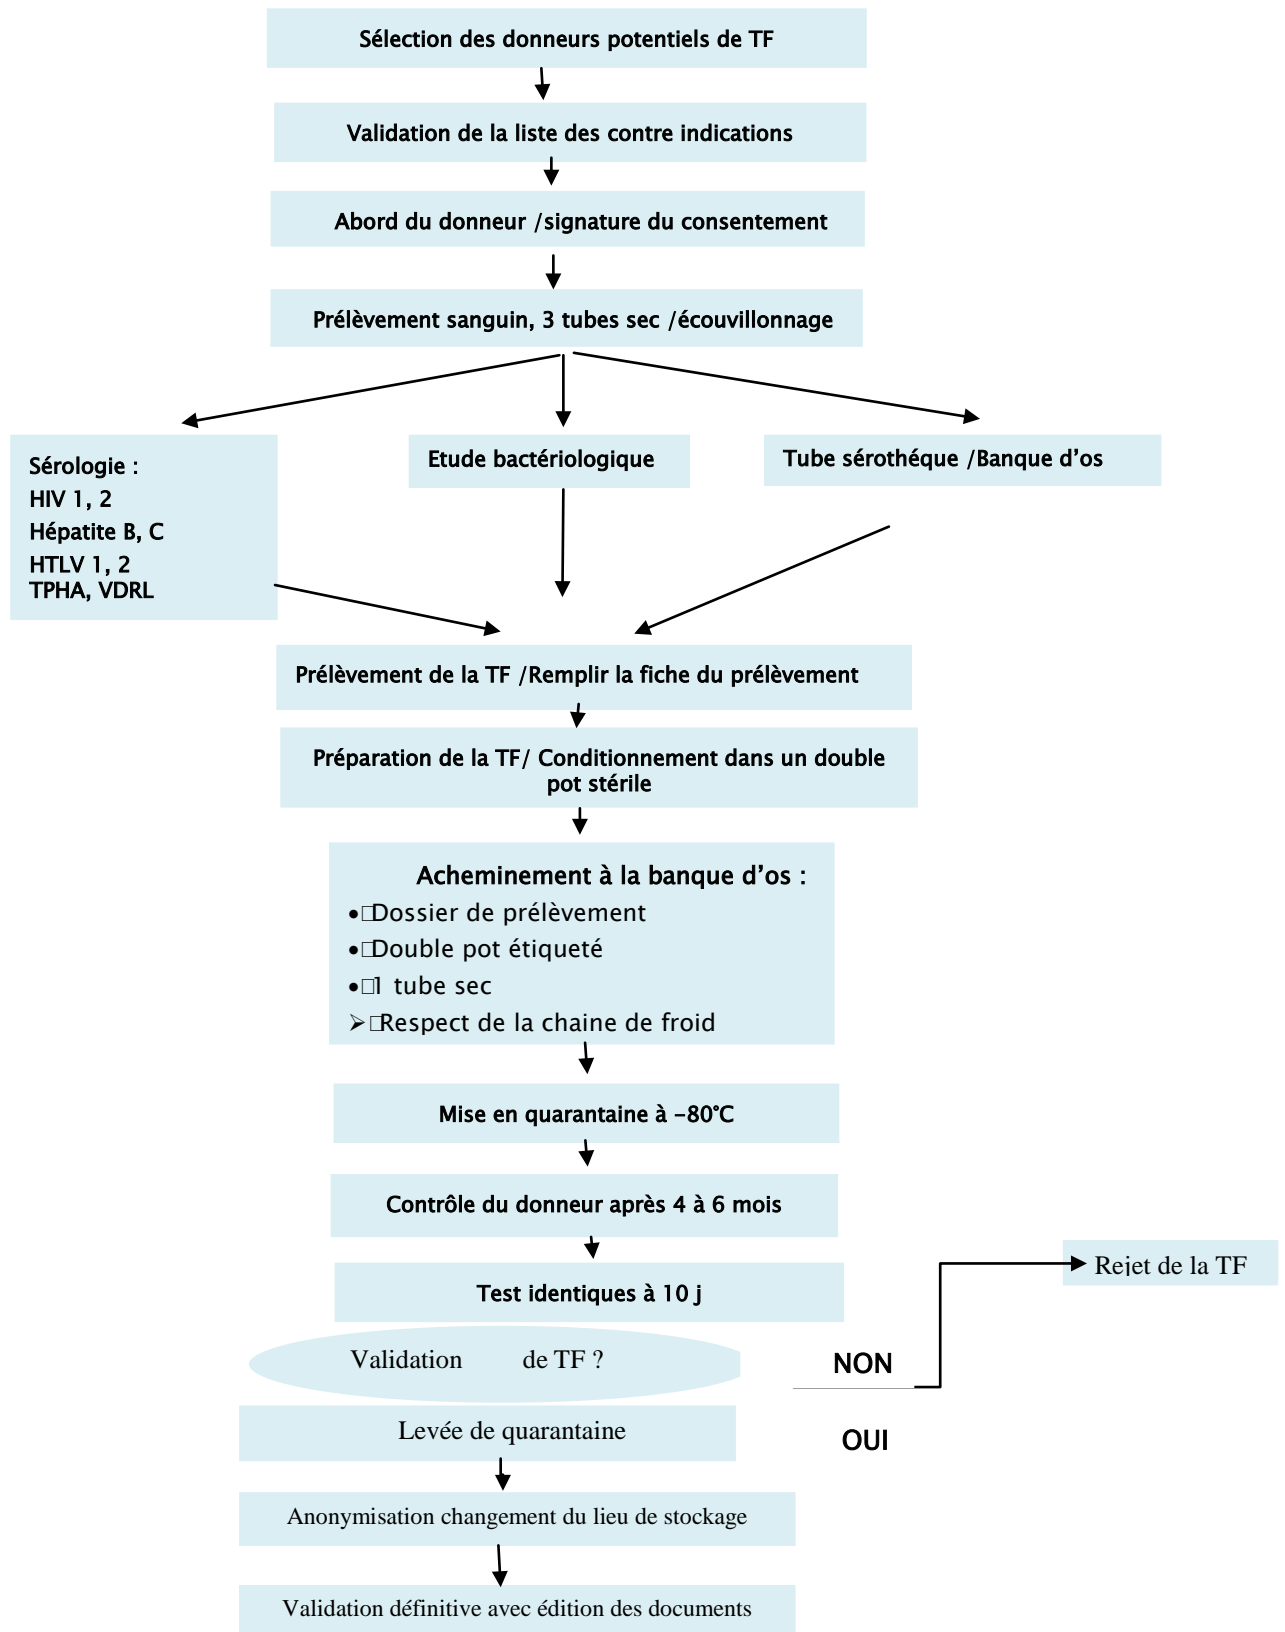 Sélection des donneurs potentiels de TF
Validation de la liste des contre indications
Abord du donneur /signature du consentement
Prélèvement sanguin, 3 tubes sec /écouvillonnage
Sérologie :
HIV 1, 2
Hépatite B, C
HTLV 1, 2
TPHA, VDRL
Etude bactériologique
Tube sérothéque /Banque d’os
Prélèvement de la TF /Remplir la fiche du prélèvement
Préparation de la TF/ Conditionnement dans un double
pot stérile
Acheminement à la banque d’os :
•□Dossier de prélèvement
•□Double pot étiqueté
•□1 tube sec
➢□Respect de la chaine de froid
Mise en quarantaine à –80°C
Contrôle du donneur après 4 à 6 mois
Test identiques à 10 j
Rejet de la TF
Validation de TF ?
NON
Levée de quarantaine
OUI
Anonymisation changement du lieu de stockage
Validation définitive avec édition des documents